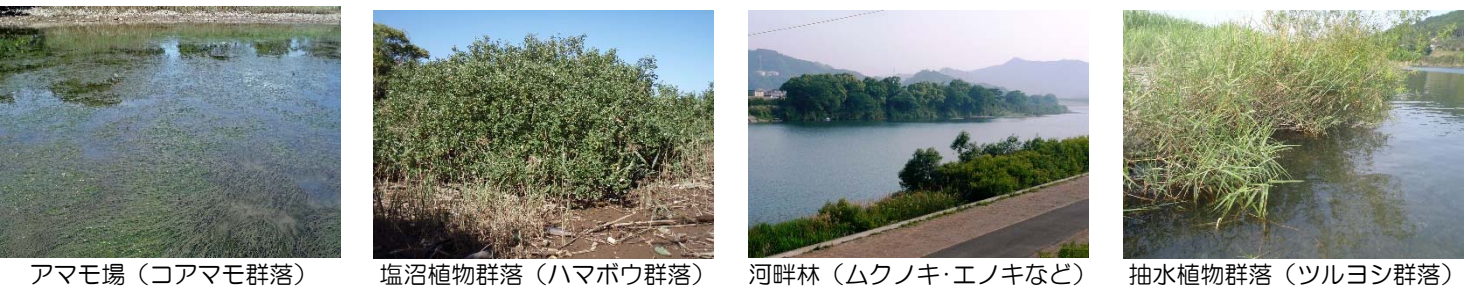 アマモ場（コアマモ群落）
塩沼植物群落（ハマボウ群落）
河畔林（ムクノキ・エノキなど）
抽水植物群落（ツルヨシ群落）